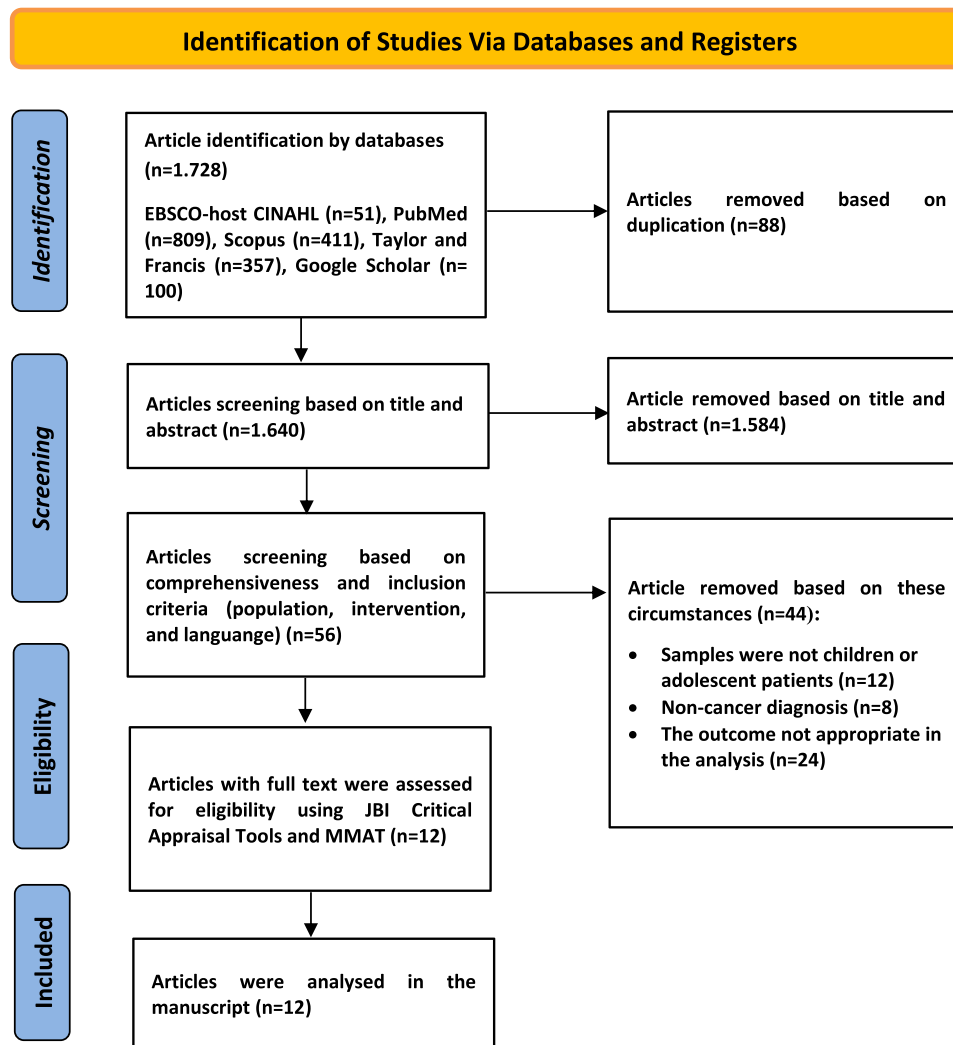 Identification of Studies Via Databases and Registers
Identification
Article identification by databases
(n=1.728)
EBSCO-host CINAHL (n=51), PubMed
(n=809), Scopus (n=411), Taylor and
Francis (n=357), Google Scholar (n=
100)
Articles removed based on
duplication (n=88)
Screening
Articles screening based on title and
abstract (n=1.640)
Article removed based on title and
abstract (n=1.584)
Articles screening based on
comprehensiveness and inclusion
criteria (population, intervention,
and languange) (n=56)
Article removed based on these
circumstances (n=44):
• Samples were not children or
adolescent patients (n=12)
• Non-cancer diagnosis (n=8)
• The outcome not appropriate in
the analysis (n=24)
Eligibility
Articles with full text were assessed
for eligibility using JBI Critical
Appraisal Tools and MMAT (n=12)
Included
Articles were analysed in the
manuscript (n=12)